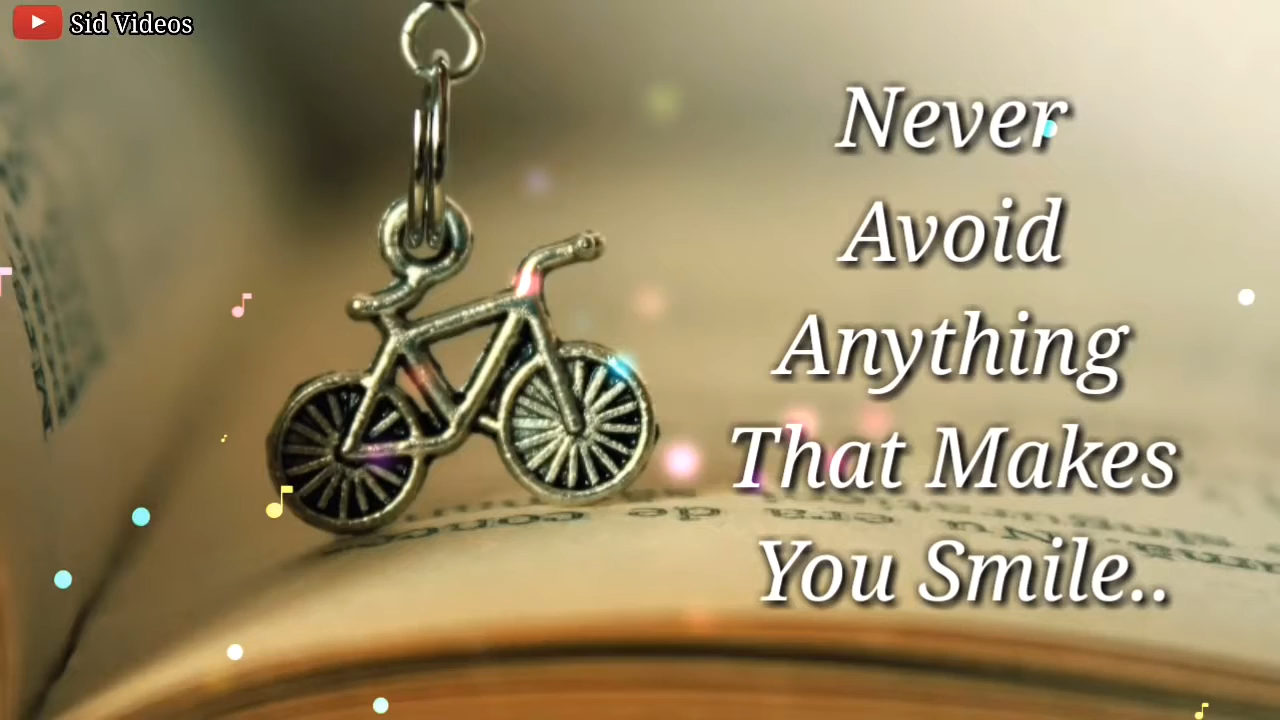 Sid Videos
Never
Avoid
Anything
That Makes
You Smile..